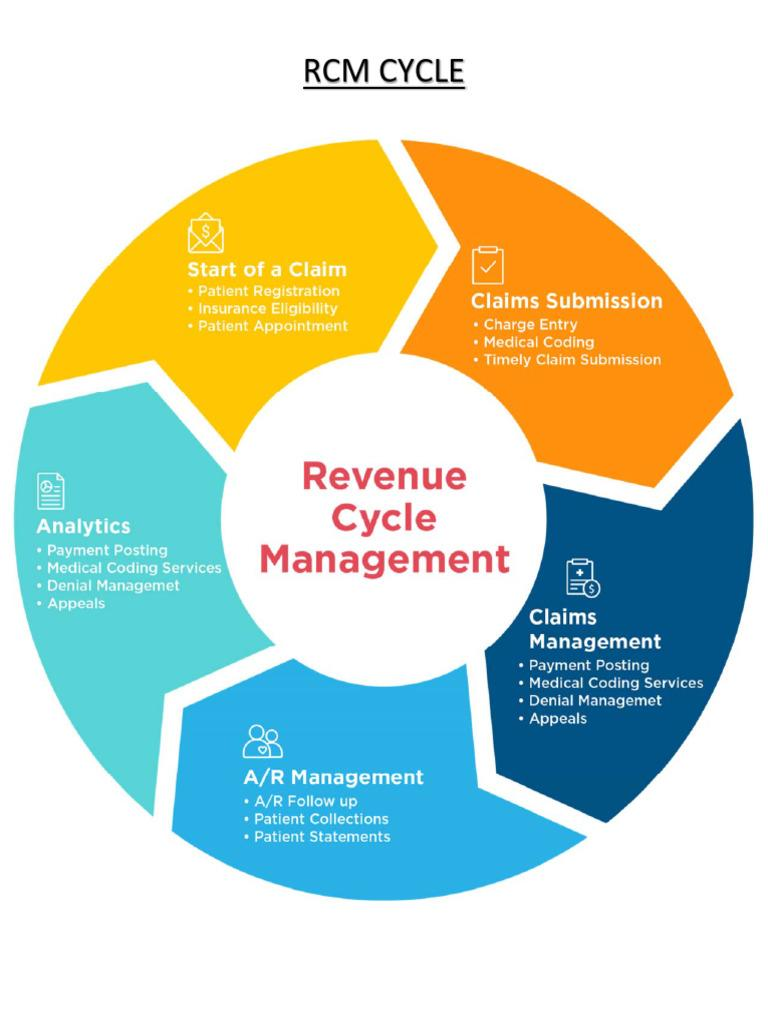 RCM CYCLE
Start of a Claim
• Patient Registration
• Insurance Eligibility
• Patient Appointment
Claims Submission
• Charge Entry
• Medical Coding
• Timely Claim Submission
Revenue
Cycle
Management
Claims
Management
• Payment Posting
• Medical Coding Services
• Denial Managemet
• Appeals
A/R Management
• A/R Follow up
• Patient Collections
• Patient Statements
Analytics
• Payment Posting
• Medical Coding Services
• Denial Managemet
• Appeals